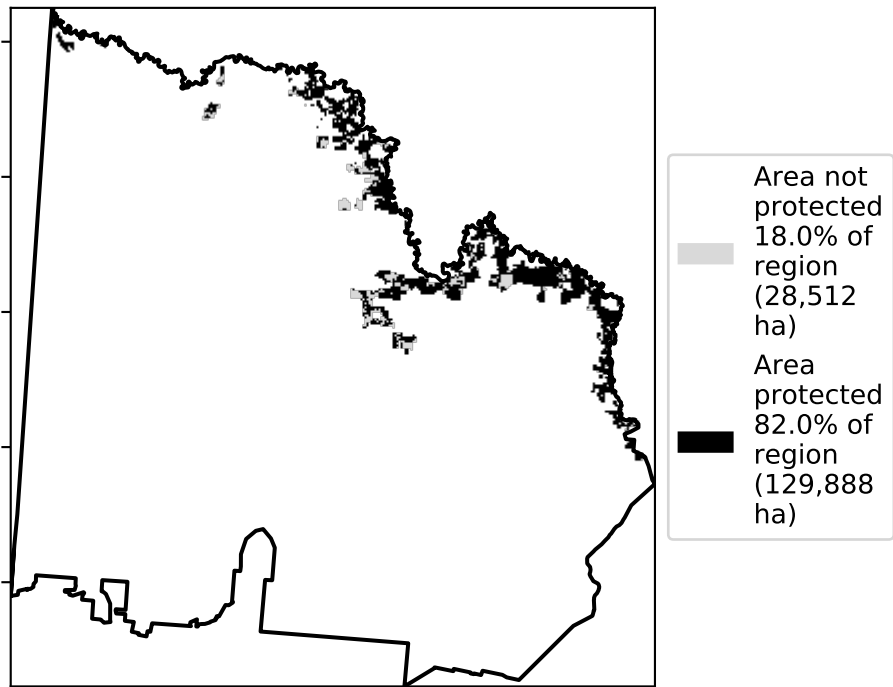 Area not
protected
18.0% of
region
(28,512
ha)
Area
protected
82.0% of
region
(129,888
ha)